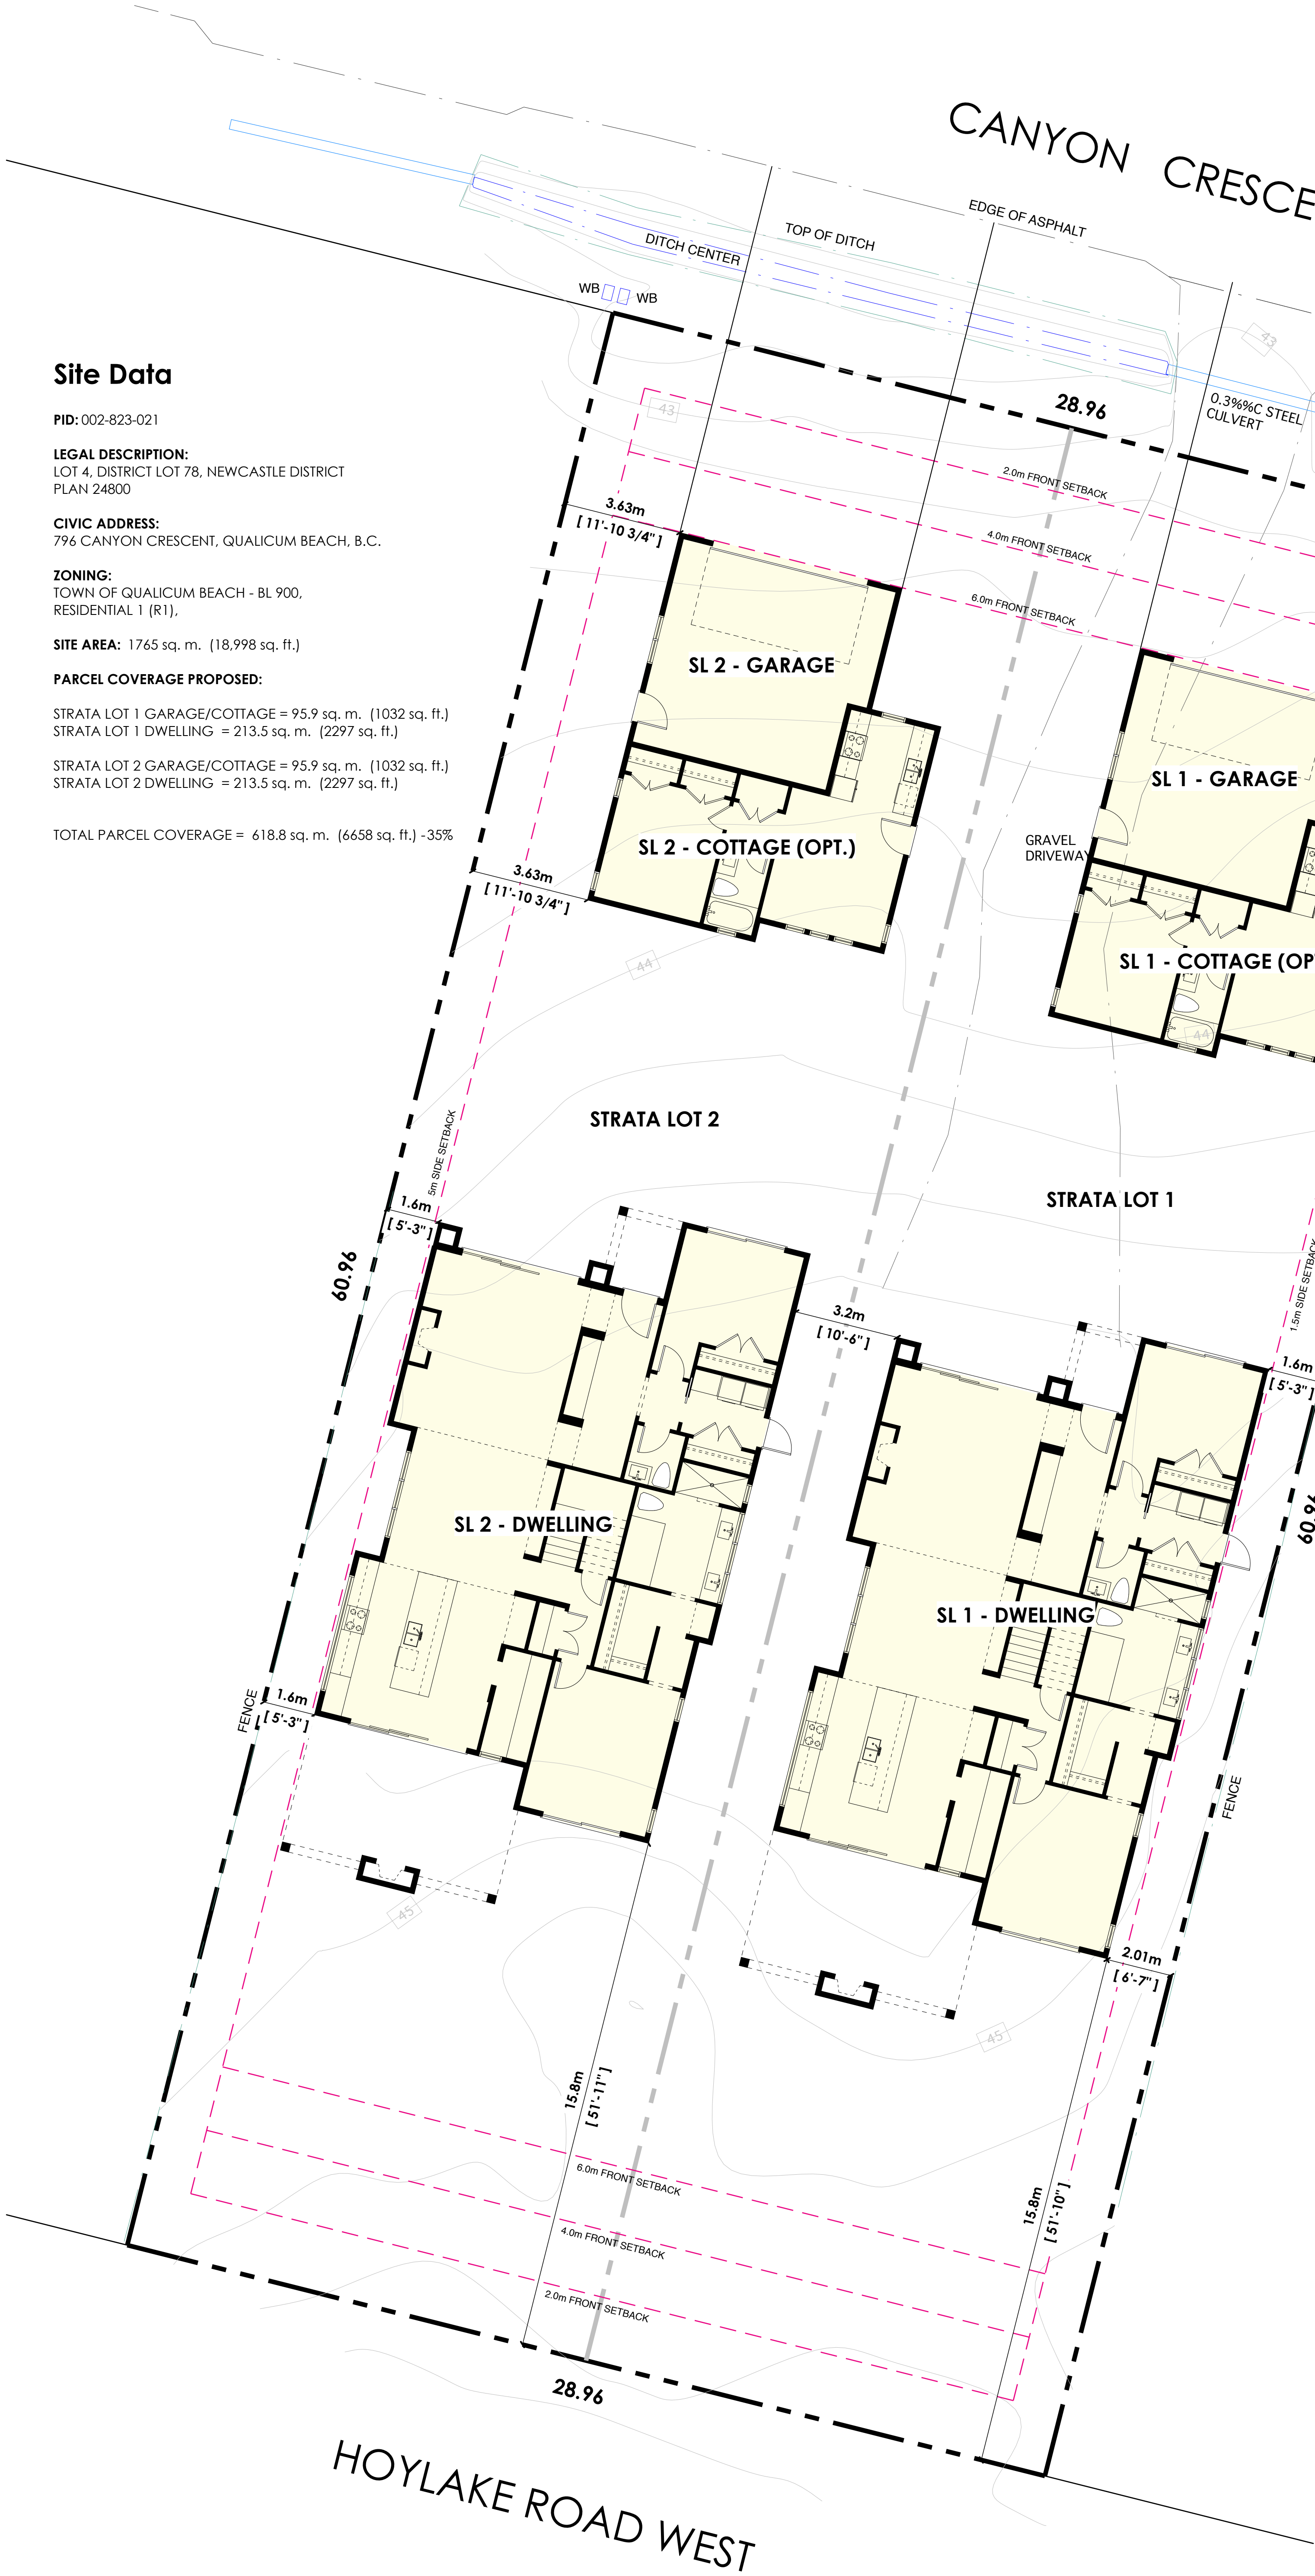 CANYON CRESCE
EDGE OF ASPHALT
TOP OF DITCH
DITCH CENTER
WB
WB
43
Site Data
PID: 002-823-021
LEGAL DESCRIPTION:
LOT 4, DISTRICT LOT 78, NEWCASTLE DISTRICT
PLAN 24800
CIVIC ADDRESS:
796 CANYON CRESCENT, QUALICUM BEACH, B.C.
ZONING:
TOWN OF QUALICUM BEACH - BL 900,
RESIDENTIAL 1 (R1),
SITE AREA: 1765 sq. m. (18,998 sq. ft.)
PARCEL COVERAGE PROPOSED:
STRATA LOT 1 GARAGE/COTTAGE = 95.9 sq. m. (1032 sq. ft.)
STRATA LOT 1 DWELLING = 213.5 sq. m. (2297 sq. ft.)
STRATA LOT 2 GARAGE/COTTAGE = 95.9 sq. m. (1032 sq. ft.)
STRATA LOT 2 DWELLING = 213.5 sq. m. (2297 sq. ft.)
TOTAL PARCEL COVERAGE = 618.8 sq. m. (6658 sq. ft.) -35%
28.96
0.3%%C STEEL
CULVERT
43
2.0m FRONT SETBACK
4.0m FRONT SETBACK
6.0m FRONT SETBACK
3.63m
[ 11'-10 3/4" ]
SL 2 - GARAGE
SL 1 - GARAGE
GRAVEL
DRIVEWAY
SL 2 - COTTAGE (OPT.)
3.63m
[ 11'-10 3/4" ]
SL 1 - COTTAGE (OP
44
44
STRATA LOT 2
STRATA LOT 1
5m SIDE SETBACK
1.5m SIDE SETBACK
1.6m
[ 5'-3" ]
60.96
3.2m
[ 10'-6" ]
1.6m
[ 5'-3" ]
60.96
SL 2 - DWELLING
SL 1 - DWELLING
FENCE
1.6m
[ 5'-3" ]
FENCE
45
2.01m
[ 6'-7" ]
45
15.8m
[ 51'-11" ]
15.8m
[ 51'-10" ]
6.0m FRONT SETBACK
4.0m FRONT SETBACK
2.0m FRONT SETBACK
28.96
HOYLAKE ROAD WEST